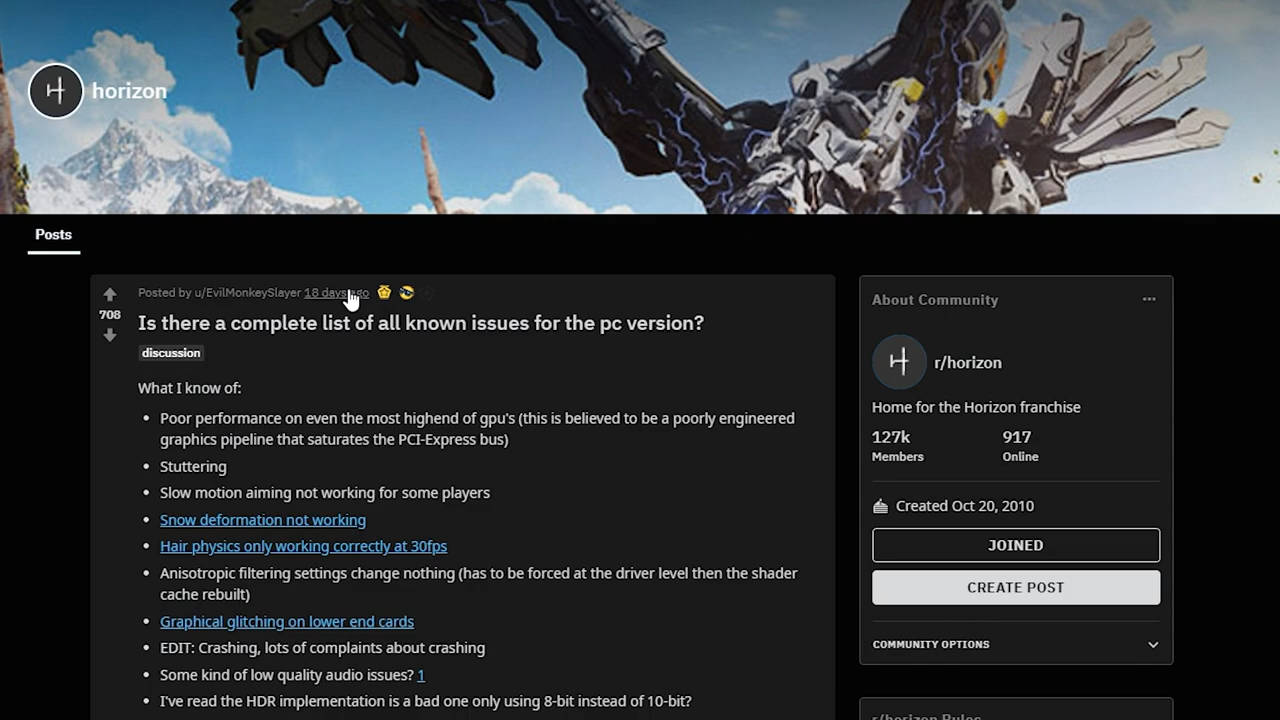 horizon
Posts
Posted by u/EvilMonkeySlayer 18 days ago
708
Is there a complete list of all known issues for the pc version?
discussion
What I know of:
• Poor performance on even the most highend of gpu's (this is believed to be a poorly engineered
graphics pipeline that saturates the PCI-Express bus)
• Stuttering
• Slow motion aiming not working for some players
• Snow deformation not working
• Hair physics only working correctly at 30fps
• Anisotropic filtering settings change nothing (has to be forced at the driver level then the shader
cache rebuilt)
• Graphical glitching on lower end cards
• EDIT: Crashing, lots of complaints about crashing
• Some kind of low quality audio issues? 1
• I've read the HDR implementation is a bad one only using 8-bit instead of 10-bit?
About Community
r/horizon
Home for the Horizon franchise
127k
Members
917
Online
Created Oct 20, 2010
JOINED
CREATE POST
COMMUNITY OPTIONS
r/horizon Rules